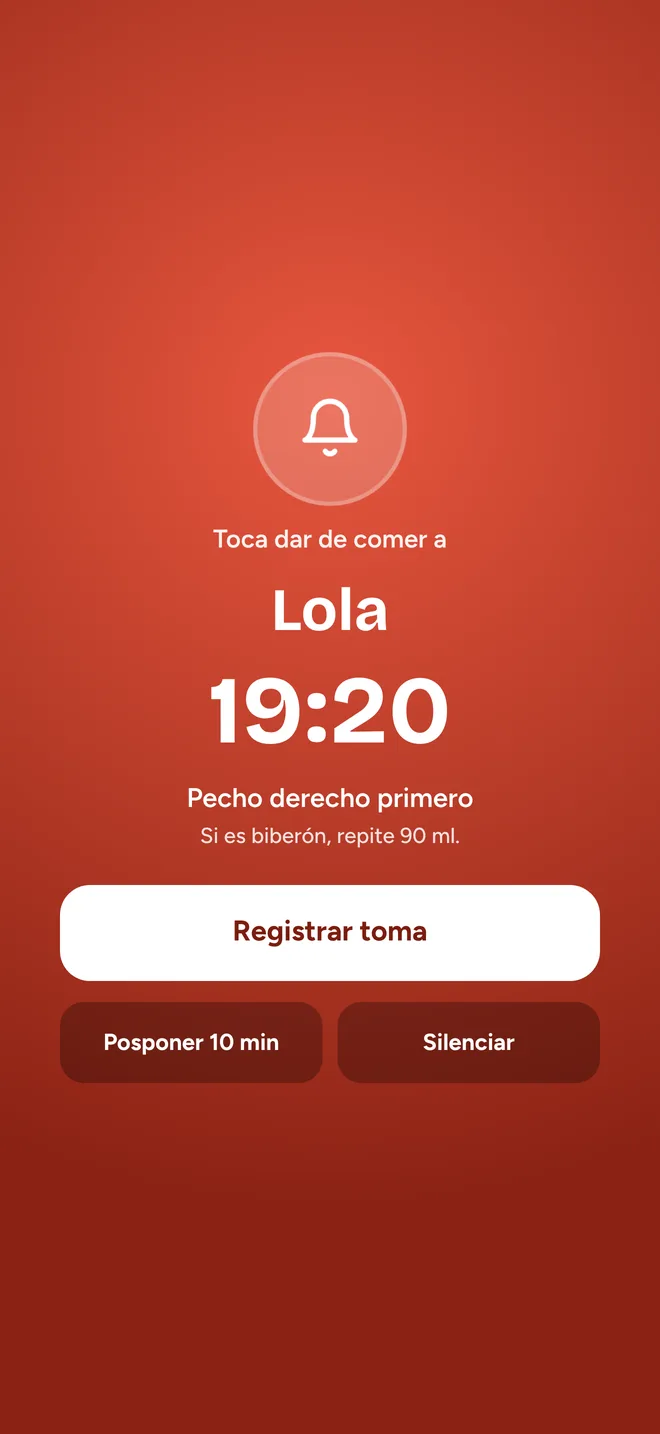 Toca dar de comer a
Lola
19:20
Pecho derecho primero
Si es biberón, repite 90 ml.
Registrar toma
Posponer 10 min
Silenciar